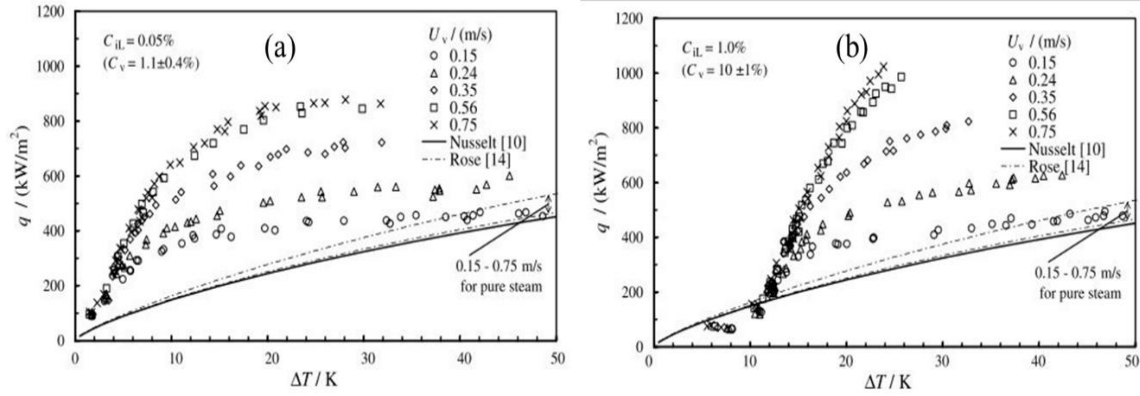 1200
1000
800
600
400
200
0
q / (kW/m²)
C_iL = 0.05%
(C_v = 1.1±0.4%)
(a)
U_v / (m/s)
0.15
0.24
0.35
0.56
0.75
Nusselt [10]
Rose [14]
0.15 - 0.75 m/s
for pure steam
0 10 20 30 40 50
ΔT / K
1200
1000
800
600
400
200
0
q / (kW/m²)
C_iL = 1.0%
(C_v = 10 ±1%)
(b)
U_v / (m/s)
0.15
0.24
0.35
0.56
0.75
Nusselt [10]
Rose [14]
0.15 - 0.75 m/s
for pure steam
0 10 20 30 40 50
ΔT / K